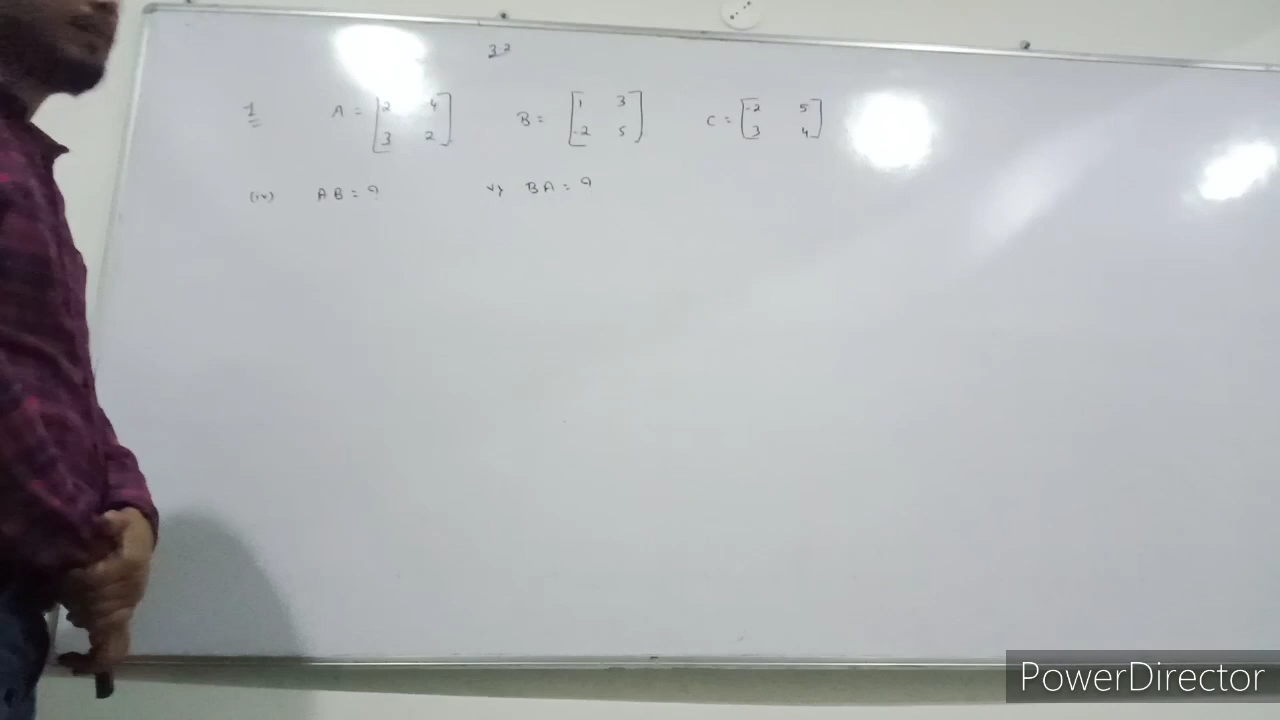 3.2
1 A = [2 4 B = [1 3 C = [-2 5
3 2] -2 5] 3 4]
(iv) AB = ? v) BA = ?
PowerDirector